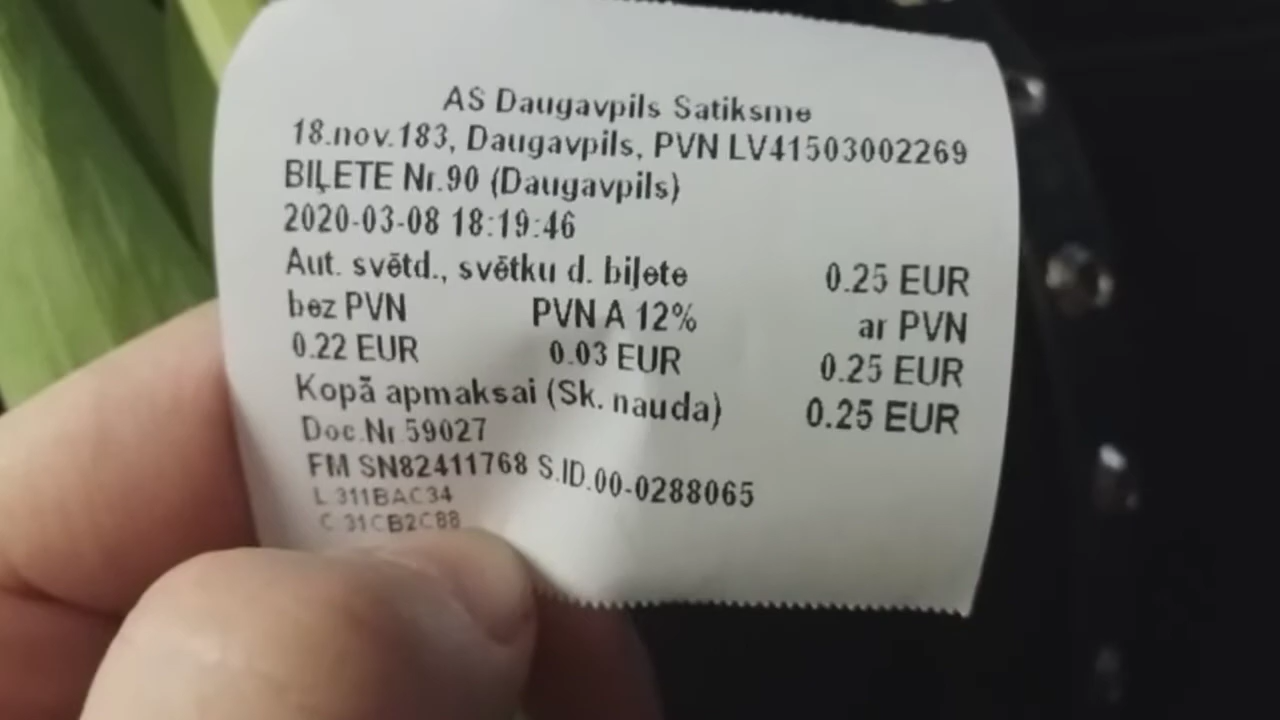 AS Daugavpils Satiksme
18.nov.183, Daugavpils, PVN LV41503002269
BIĻETE Nr.90 (Daugavpils)
2020-03-08 18:19:46
Aut. svētd., svētku d. biļete 0.25 EUR
bez PVN PVN A 12% ar PVN
0.22 EUR 0.03 EUR 0.25 EUR
Kopā apmaksai (Sk. nauda) 0.25 EUR
Doc.Nr.59027
FM SN82411768 S.ID.00-0288065
L:311BAC34
C:31CB2C88